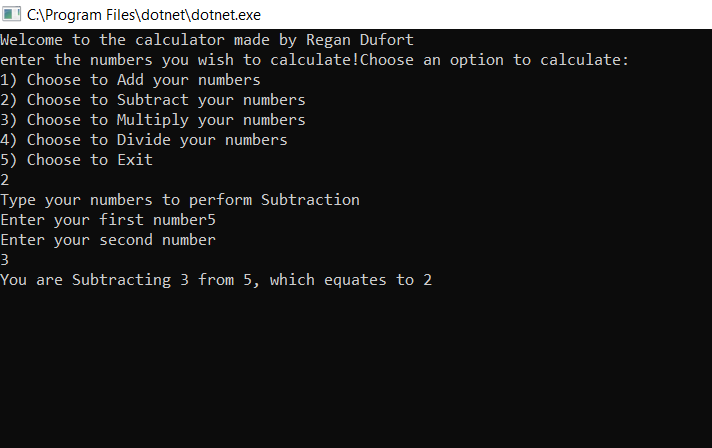 C:\Program Files\dotnet\dotnet.exe
Welcome to the calculator made by Regan Dufort
enter the numbers you wish to calculate!Choose an option to calculate:
1) Choose to Add your numbers
2) Choose to Subtract your numbers
3) Choose to Multiply your numbers
4) Choose to Divide your numbers
5) Choose to Exit
2
Type your numbers to perform Subtraction
Enter your first number5
Enter your second number
3
You are Subtracting 3 from 5, which equates to 2